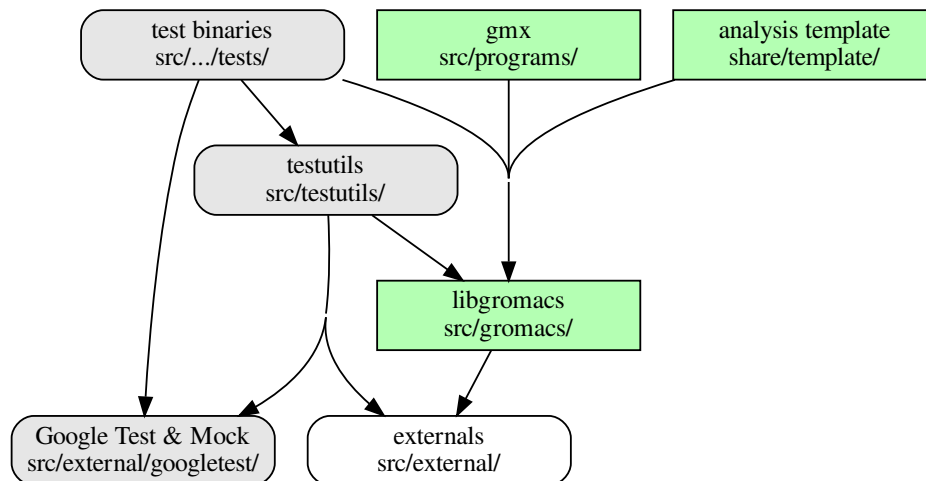 test binaries
src/.../tests/
gmx
src/programs/
analysis template
share/template/
testutils
src/testutils/
libgromacs
src/gromacs/
Google Test & Mock
src/external/googletest/
externals
src/external/